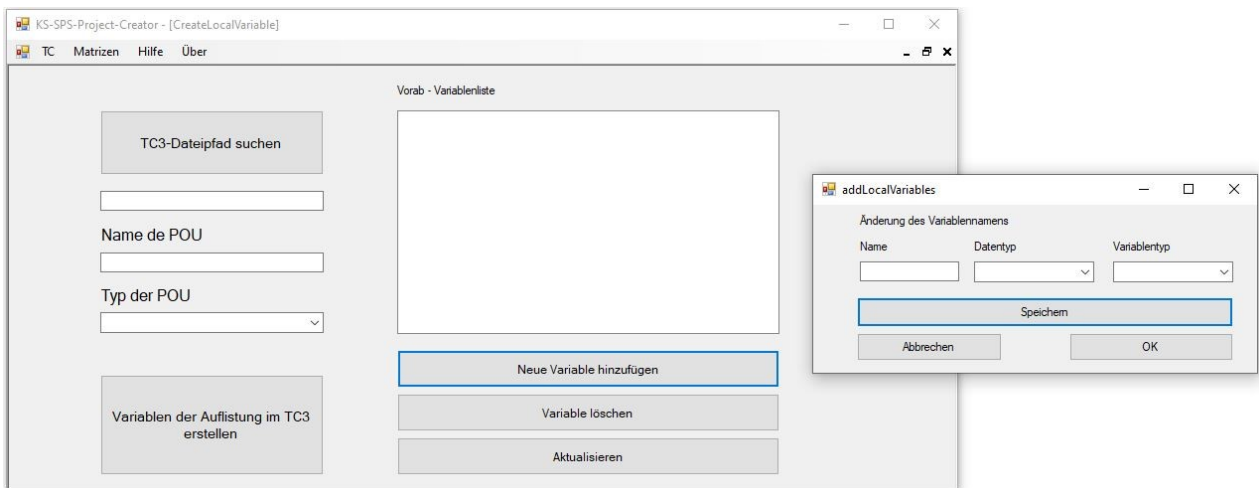 KS-SPS-Project-Creator - [CreateLocalVariable]
TC Matrizen Hilfe Über
Vorab - Variablenliste
TC3-Dateipfad suchen
Name de POU
Typ der POU
Variablen der Auflistung im TC3
erstellen
Neue Variable hinzufügen
Variable löschen
Aktualisieren
addLocalVariables
Änderung des Variablennamens
Name Datentyp Variablentyp
Speichern
Abbrechen OK